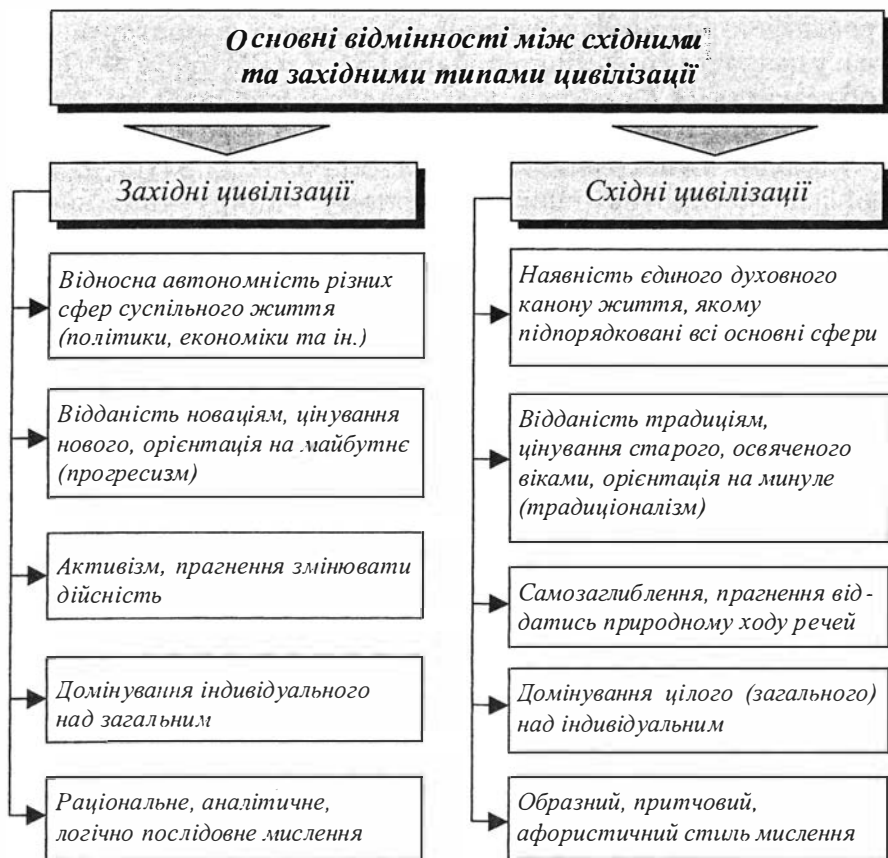 Основні відмінності між східними
та західними типами цивілізації
Західні цивілізації
Відносна автономність різних
сфер суспільного життя
(політики, економіки та ін.)
Відданість новаціям, цінування
нового, орієнтація на майбутнє
(прогресизм)
Активізм, прагнення змінювати
дійсність
Домінування індивідуального
над загальним
Раціональне, аналітичне,
логічно послідовне мислення
Східні цивілізації
Наявність єдиного духовного
канону життя, якому
підпорядковані всі основні сфери
Відданість традиціям,
цінування старого, освяченого
віками, орієнтація на минуле
(традиціоналізм)
Самозаглиблення, прагнення від-
датись природному ходу речей
Домінування цілого (загального)
над індивідуальним
Образний, притчовий,
афористичний стиль мислення